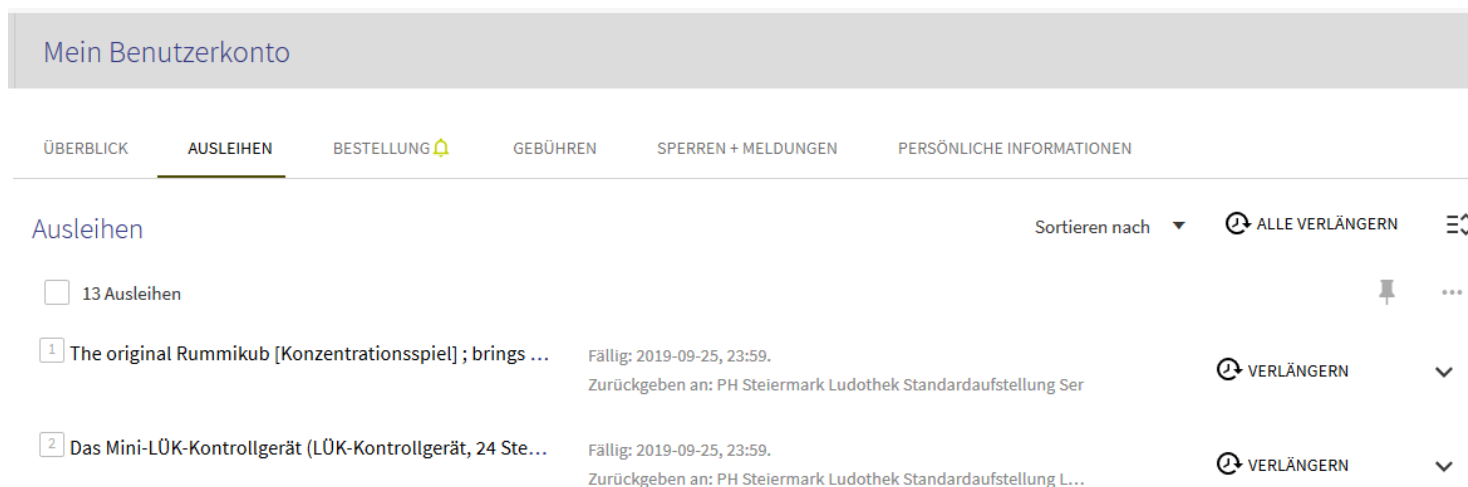 Mein Benutzerkonto
ÜBERBLICK AUSLEIHEN BESTELLUNG GEBÜHREN SPERREN + MELDUNGEN PERSÖNLICHE INFORMATIONEN
Ausleihen Sortieren nach ALLE VERLÄNGERN
13 Ausleihen ...
1 The original Rummikub [Konzentrationsspiel] ; brings ...
Fällig: 2019-09-25, 23:59.
Zurückgeben an: PH Steiermark Ludothek Standardaufstellung Ser
VERLÄNGERN
2 Das Mini-LÜK-Kontrollgerät (LÜK-Kontrollgerät, 24 Ste...
Fällig: 2019-09-25, 23:59.
Zurückgeben an: PH Steiermark Ludothek Standardaufstellung L...
VERLÄNGERN